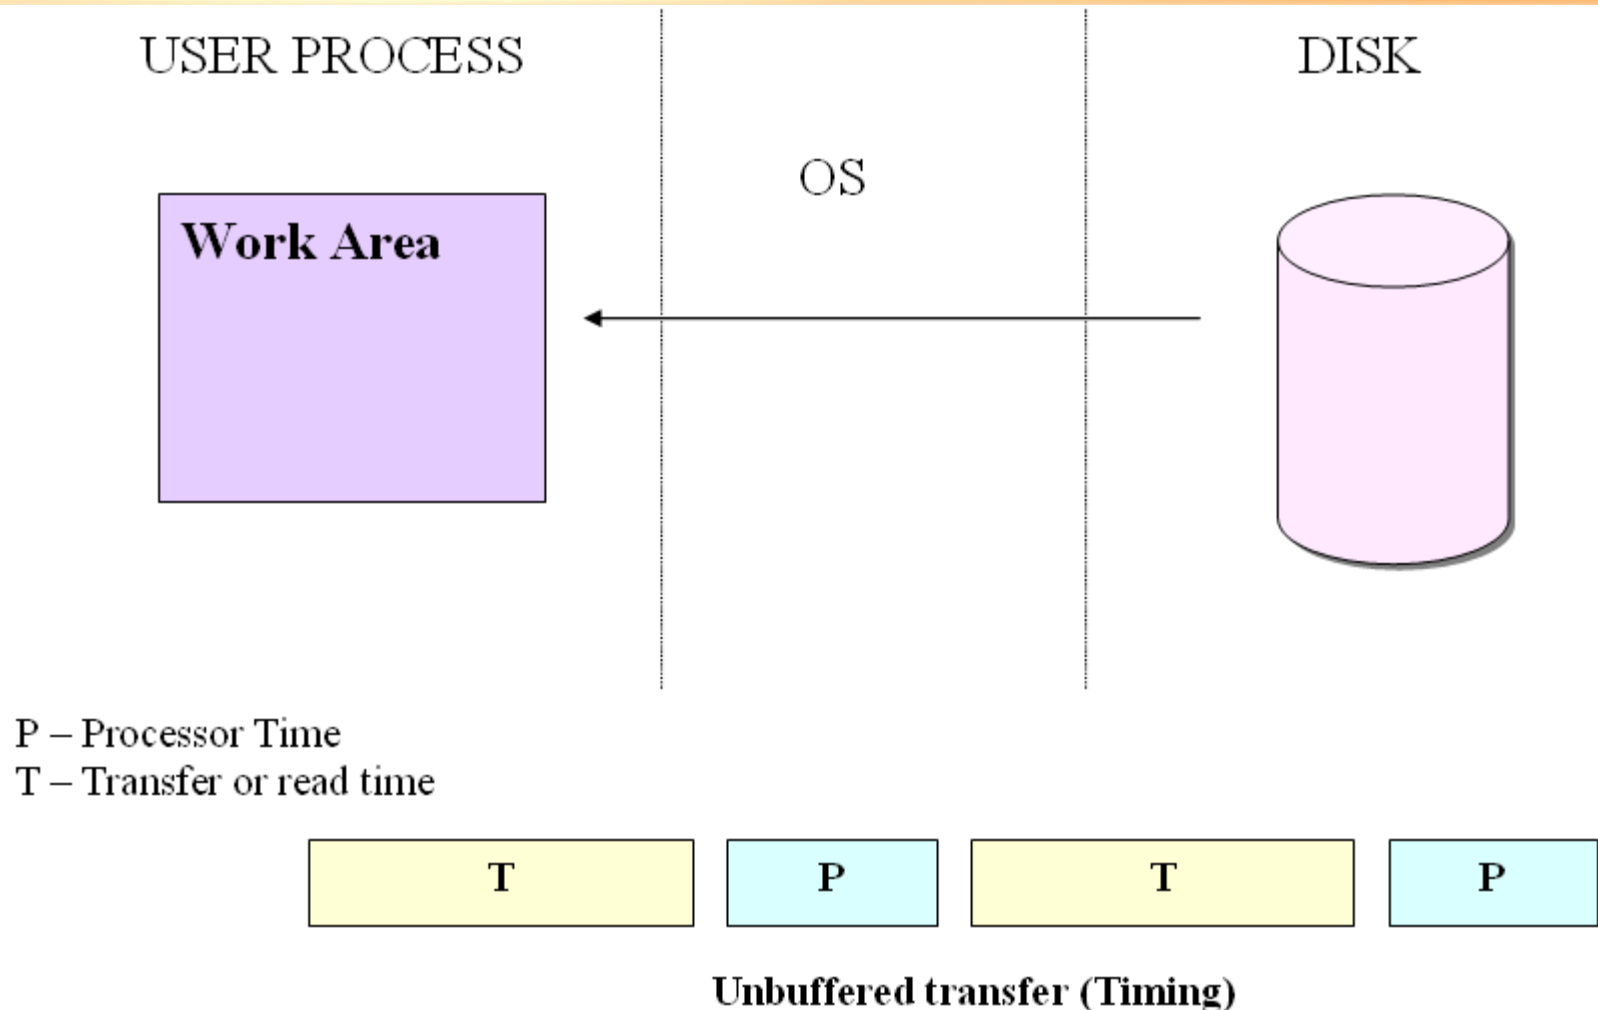 USER PROCESS
DISK
OS
Work Area
P – Processor Time
T – Transfer or read time
T
P
T
P
Unbuffered transfer (Timing)